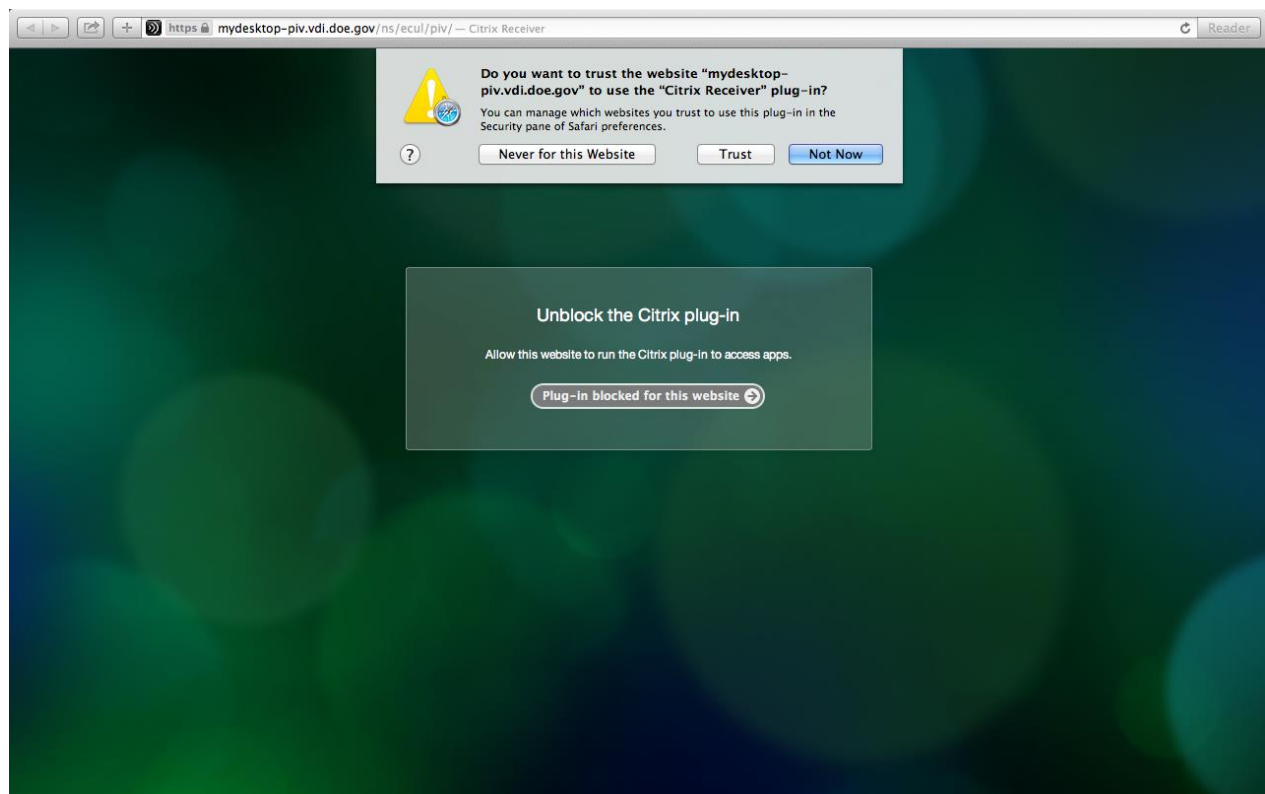 https mydesktop-piv.vdi.doe.gov/ns/ecul/piv/ — Citrix Receiver
Reader
Do you want to trust the website “mydesktop-
piv.vdi.doe.gov” to use the “Citrix Receiver” plug-in?
You can manage which websites you trust to use this plug-in in the
Security pane of Safari preferences.
? Never for this Website Trust Not Now
Unblock the Citrix plug-in
Allow this website to run the Citrix plug-in to access apps.
Plug-in blocked for this website